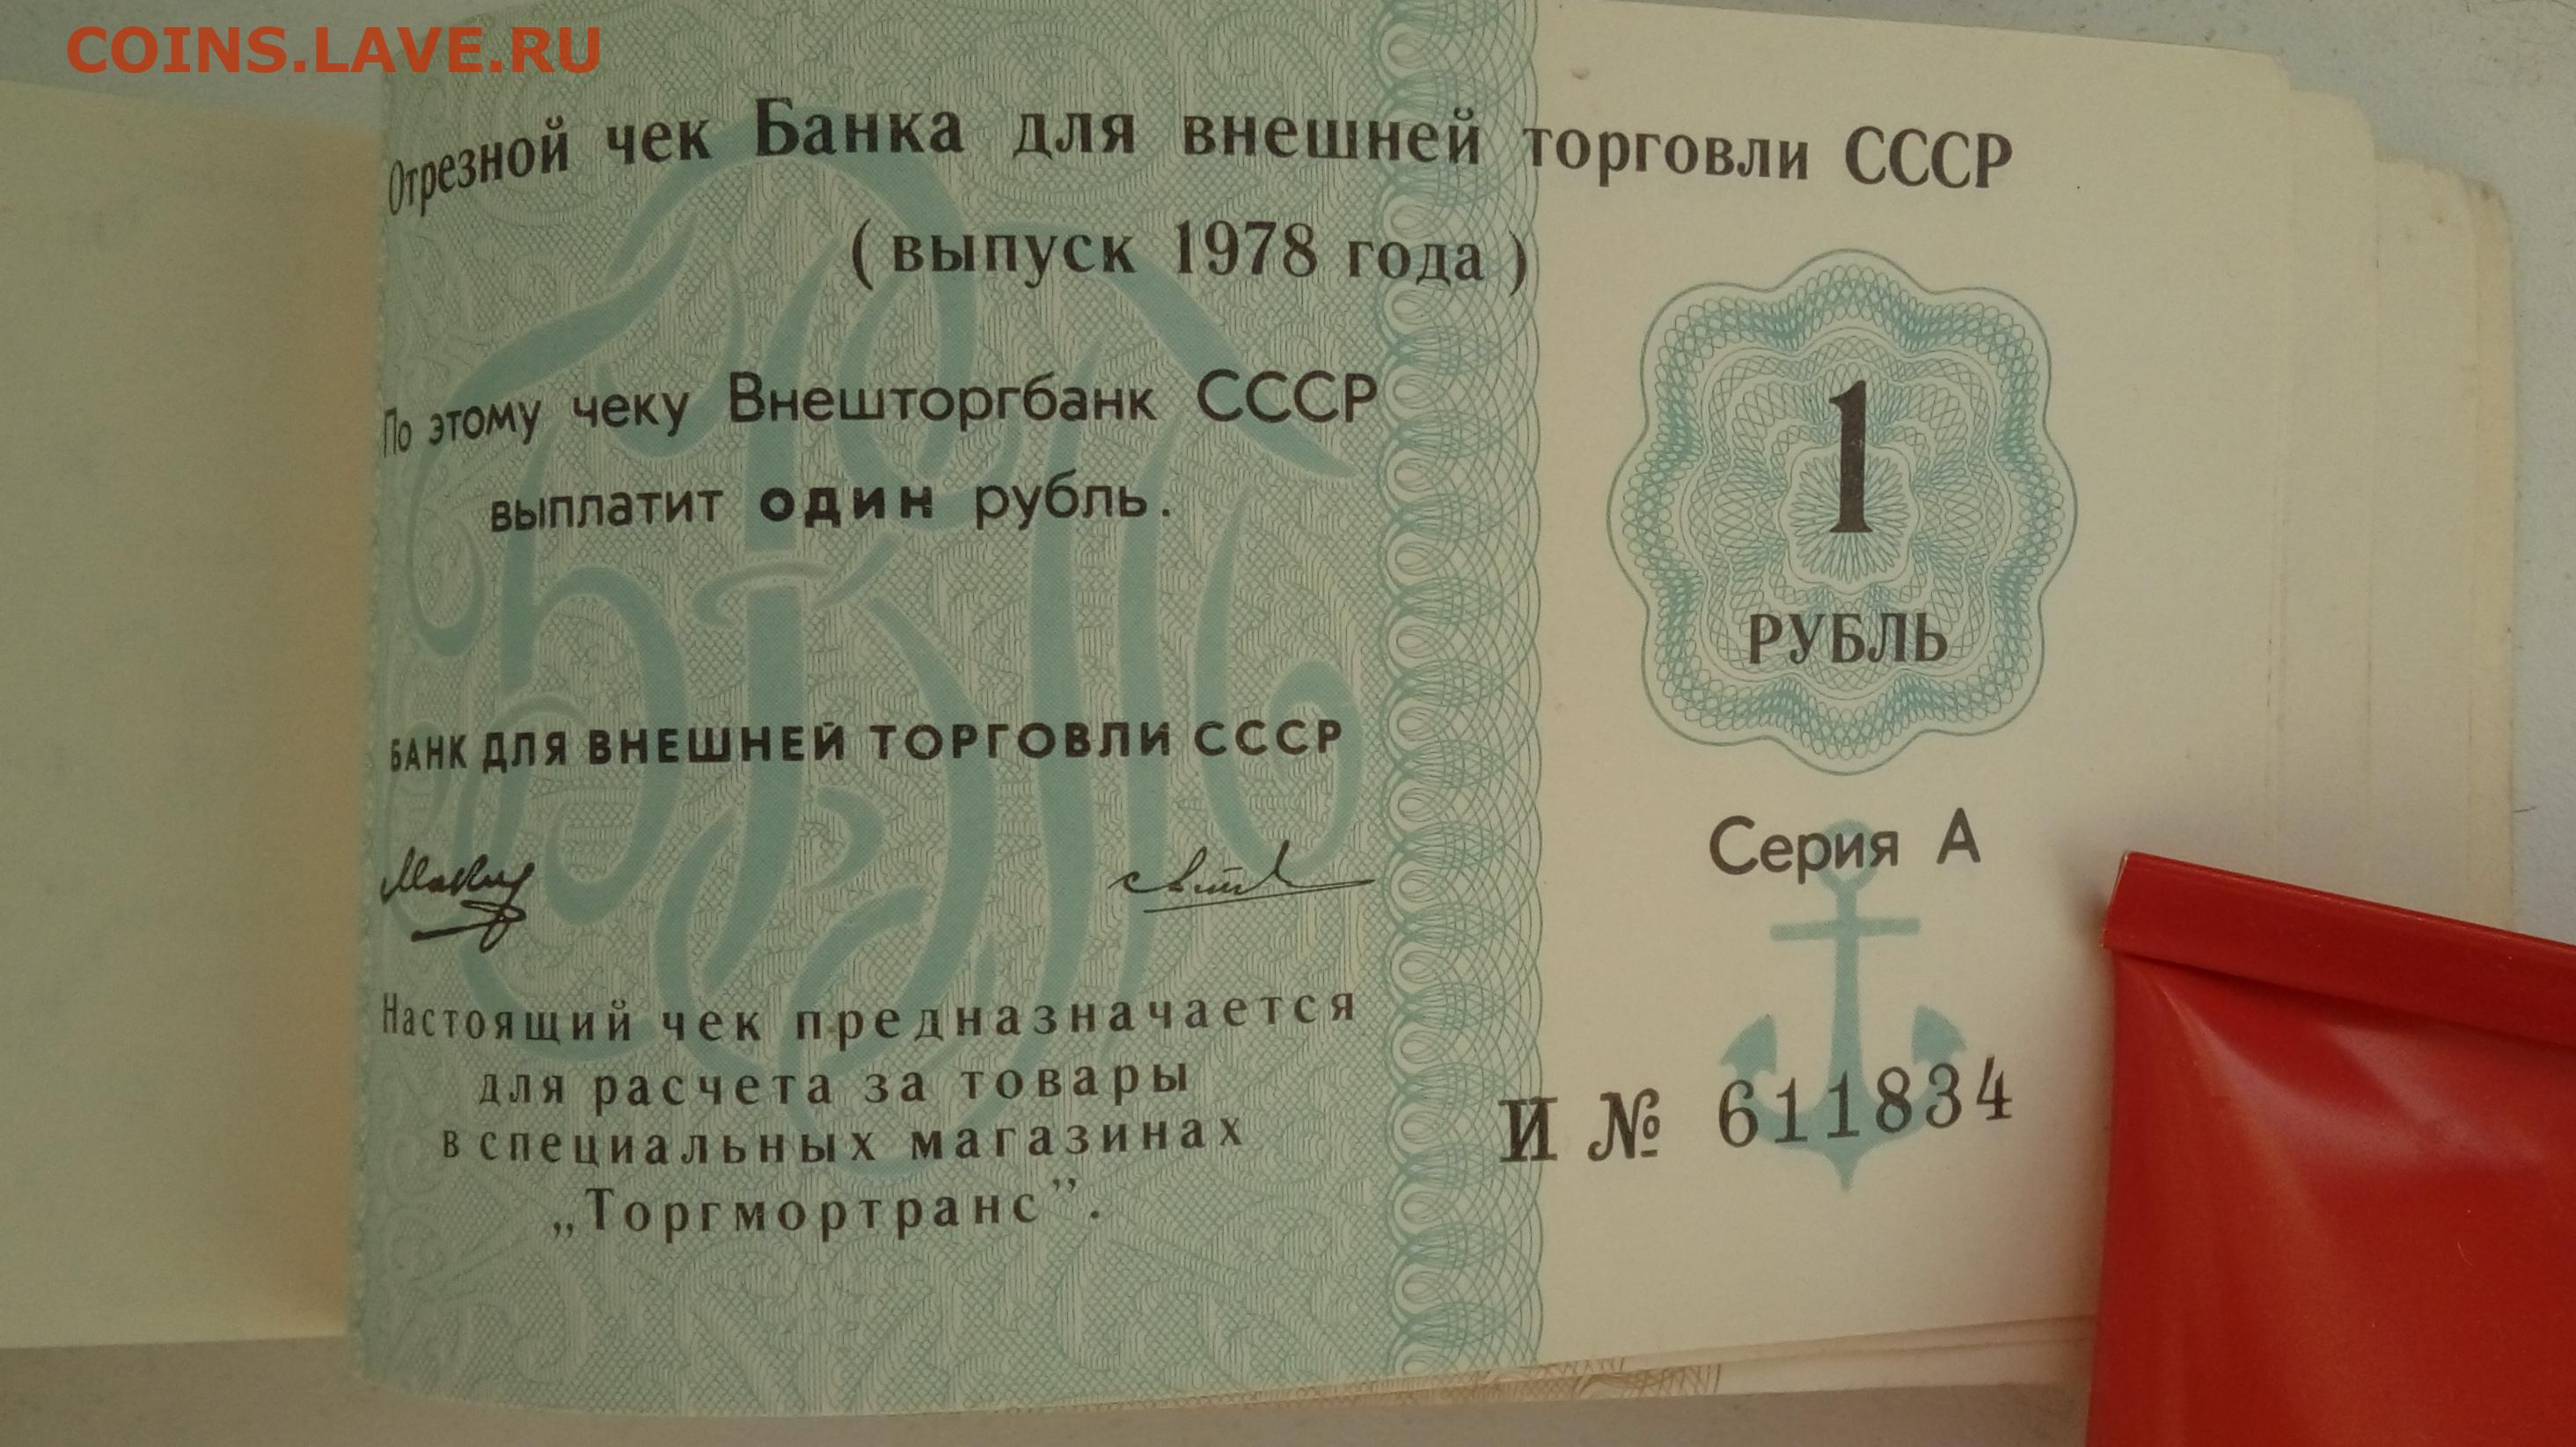 COINS.LAVE.RU
Отрезной чек Банка для внешней торговли СССР
(выпуск 1978 года)
По этому чеку Внешторгбанк СССР
выплатит один рубль.
1
РУБЛЬ
БАНК ДЛЯ ВНЕШНЕЙ ТОРГОВЛИ СССР
Серия А
Настоящий чек предназначается
для расчета за товары
в специальных магазинах
„Торгмортранс”.
И № 611834